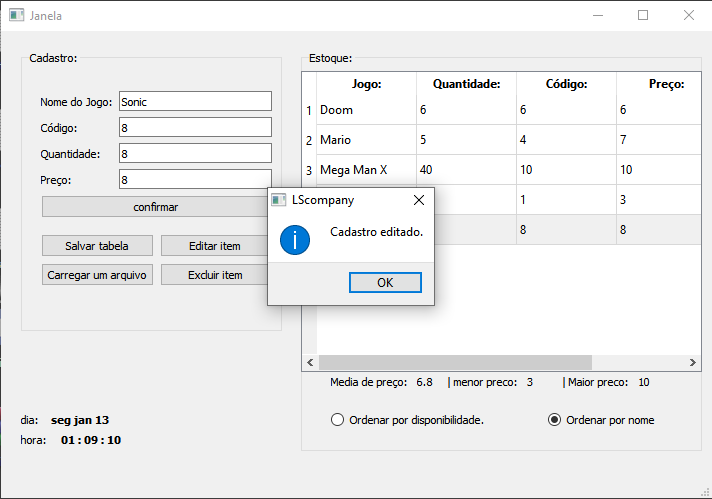 Janela
Cadastro:
Nome do Jogo: Sonic
Código: 8
Quantidade: 8
Preço: 8
confirmar
Salvar tabela Editar item
Carregar um arquivo Excluir item
Estoque:
Jogo: Quantidade: Código: Preço:
1 Doom 6 6 6
2 Mario 5 4 7
3 Mega Man X 40 10 10
1 3
8 8
LScompany
Cadastro editado.
OK
Media de preço: 6.8 | menor preco: 3 | Maior preco: 10
Ordenar por disponibilidade. Ordenar por nome
dia: seg jan 13
hora: 01 : 09 : 10